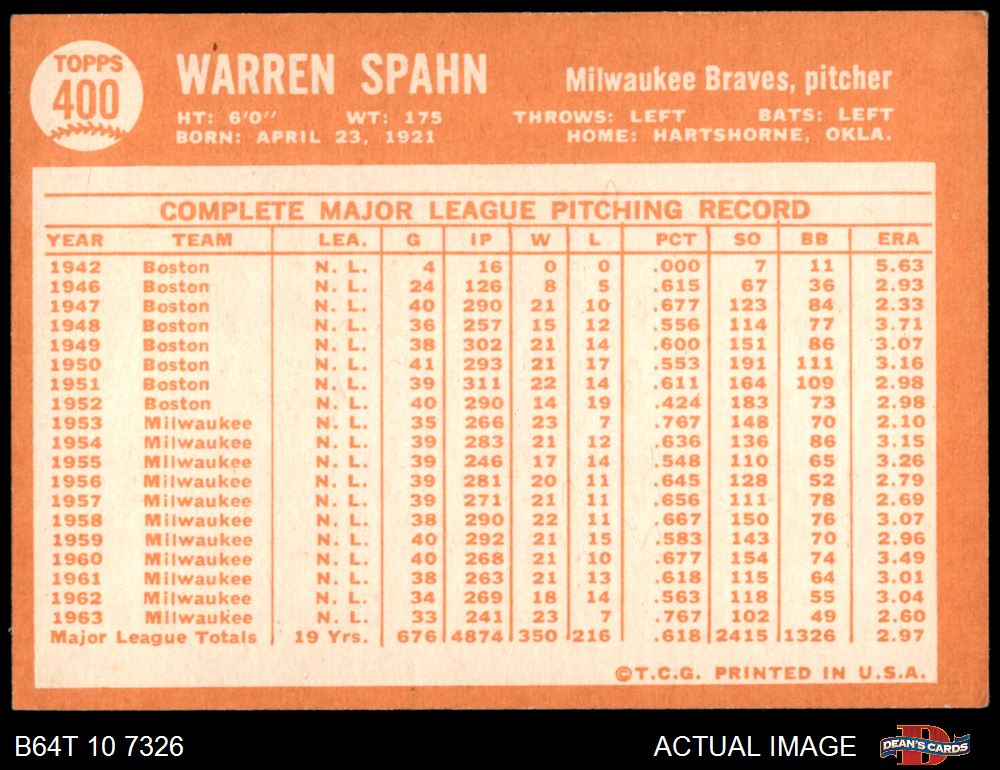 TOPPS
400
WARREN SPAHN
Milwaukee Braves, pitcher
HT: 6'0" WT: 175 THROWS: LEFT BATS: LEFT
BORN: APRIL 23, 1921 HOME: HARTSHORNE, OKLA.
COMPLETE MAJOR LEAGUE PITCHING RECORD
YEAR TEAM LEA. G IP W L PCT SO BB ERA
1942 Boston N. L. 4 16 0 0 .000 7 11 5.63
1946 Boston N. L. 24 126 8 5 .615 67 36 2.93
1947 Boston N. L. 40 290 21 10 .677 123 84 2.33
1948 Boston N. L. 36 257 15 12 .556 114 77 3.71
1949 Boston N. L. 38 302 21 14 .600 151 86 3.07
1950 Boston N. L. 41 293 21 17 .553 191 111 3.16
1951 Boston N. L. 39 311 22 14 .611 164 109 2.98
1952 Boston N. L. 40 290 14 19 .424 183 73 2.98
1953 Milwaukee N. L. 35 266 23 7 .767 148 70 2.10
1954 Milwaukee N. L. 39 283 21 12 .636 136 86 3.15
1955 Milwaukee N. L. 39 246 17 14 .548 110 65 3.26
1956 Milwaukee N. L. 39 281 20 11 .645 128 52 2.79
1957 Milwaukee N. L. 39 271 21 11 .656 111 78 2.69
1958 Milwaukee N. L. 38 290 22 11 .667 150 76 3.07
1959 Milwaukee N. L. 40 292 21 15 .583 143 70 2.96
1960 Milwaukee N. L. 40 268 21 10 .677 154 74 3.49
1961 Milwaukee N. L. 38 263 21 13 .618 115 64 3.01
1962 Milwaukee N. L. 34 269 18 14 .563 118 55 3.04
1963 Milwaukee N. L. 33 241 23 7 .767 102 49 2.60
Major League Totals 19 Yrs. 676 4874 350 216 .618 2415 1326 2.97
©T.C.G. PRINTED IN U.S.A.
B64T 10 7326
ACTUAL IMAGE
D
DEAN'S CARDS